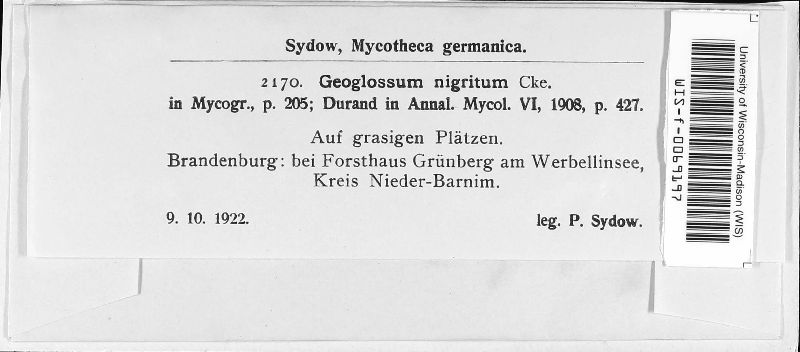 Sydow, Mycotheca germanica.
2170. Geoglossum nigritum Cke.
in Mycogr., p. 205; Durand in Annal. Mycol. VI, 1908, p. 427.
Auf grasigen Plätzen.
Brandenburg: bei Forsthaus Grünberg am Werbellinsee,
Kreis Nieder-Barnim.
9. 10. 1922. leg. P. Sydow.
University of Wisconsin-Madison (WIS)
WIS-f-0069197